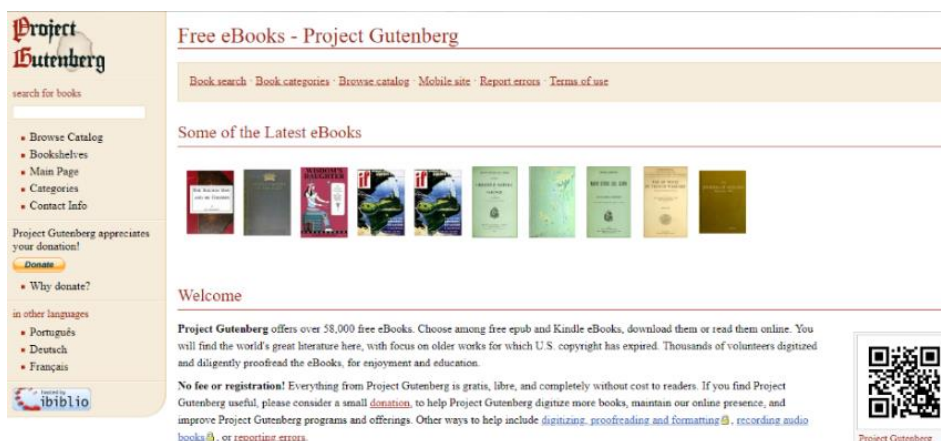 Project
Gutenberg
search for books
Browse Catalog
Bookshelves
Main Page
Categories
Contact Info
Project Gutenberg appreciates
your donation!
Donate
Why donate?
in other languages
Português
Deutsch
Français
ibiblio
Free eBooks - Project Gutenberg
Book search · Book categories · Browse catalog · Mobile site · Report errors · Terms of use
Some of the Latest eBooks
WISDOM'S
DAUGHTER
if
if
Welcome
Project Gutenberg offers over 58,000 free eBooks. Choose among free epub and Kindle eBooks, download them or read them online. You
will find the world's great literature here, with focus on older works for which U.S. copyright has expired. Thousands of volunteers digitized
and diligently proofread the eBooks, for enjoyment and education.
No fee or registration! Everything from Project Gutenberg is gratis, libre, and completely without cost to readers. If you find Project
Gutenberg useful, please consider a small donation, to help Project Gutenberg digitize more books, maintain our online presence, and
improve Project Gutenberg programs and offerings. Other ways to help include digitizing, proofreading and formatting, recording audio
books, or reporting errors.
Project Gutenberg